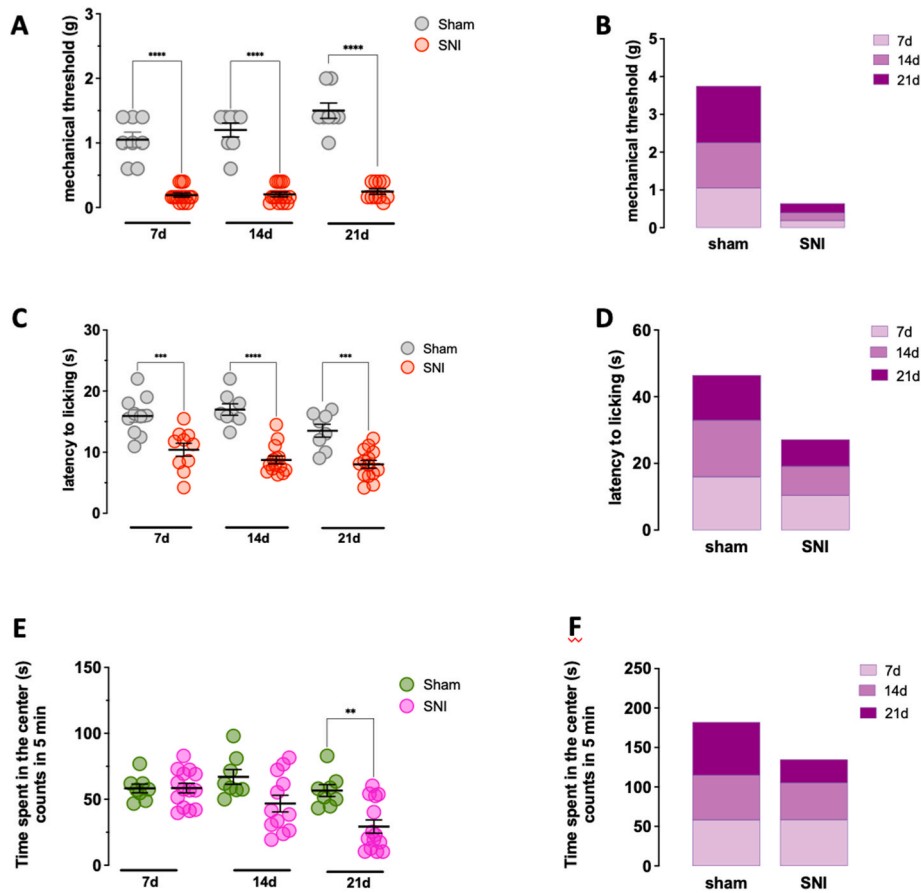 A
mechanical threshold (g)
2
1
0
****
****
****
7d
14d
21d
Sham
SNI
B
mechanical threshold (g)
5
4
3
2
1
0
sham
SNI
7d
14d
21d
C
latency to licking (s)
30
20
10
0
***
****
***
7d
14d
21d
Sham
SNI
D
latency to licking (s)
60
40
20
0
sham
SNI
7d
14d
21d
E
Time spent in the center (s)
counts in 5 min
150
100
50
0
**
7d
14d
21d
Sham
SNI
F
Time spent in the center (s)
counts in 5 min
250
200
150
100
50
0
sham
SNI
7d
14d
21d